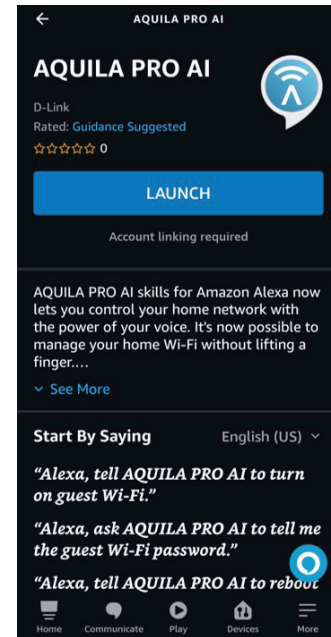 AQUILA PRO AI
AQUILA PRO AI
D-Link
Rated: Guidance Suggested
0
LAUNCH
Account linking required
AQUILA PRO AI skills for Amazon Alexa now
lets you control your home network with
the power of your voice. It's now possible to
manage your home Wi-Fi without lifting a
finger....
See More
Start By Saying
English (US)
“Alexa, tell AQUILA PRO AI to turn
on guest Wi-Fi.”
“Alexa, ask AQUILA PRO AI to tell me
the guest Wi-Fi password.”
“Alexa, tell AQUILA PRO AI to reboot
Home Communicate Play Devices More